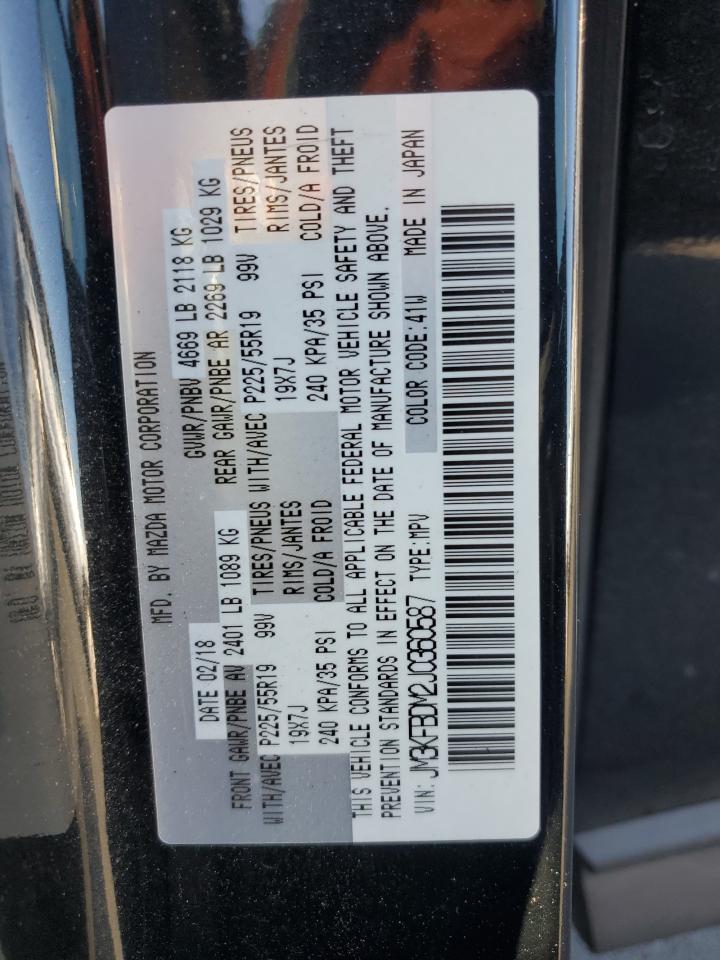 MFD. BY MAZDA MOTOR CORPORATION
DATE 02/18 GVWR/PNBV 4669 LB 2118 KG
FRONT GAWR/PNBE AV 2401 LB 1089 KG REAR GAWR/PNBE AR 2269 LB 1029 KG
WITH/AVEC P225/55R19 99V TIRES/PNEUS WITH/AVEC P225/55R19 99V TIRES/PNEUS
19X7J RIMS/JANTES 19X7J RIMS/JANTES
240 KPA/35 PSI COLD/A FROID 240 KPA/35 PSI COLD/A FROID
THIS VEHICLE CONFORMS TO ALL APPLICABLE FEDERAL MOTOR VEHICLE SAFETY AND THEFT
PREVENTION STANDARDS IN EFFECT ON THE DATE OF MANUFACTURE SHOWN ABOVE.
VIN: JM3KFBDM2J0360587 TYPE:MPV COLOR CODE:41W MADE IN JAPAN